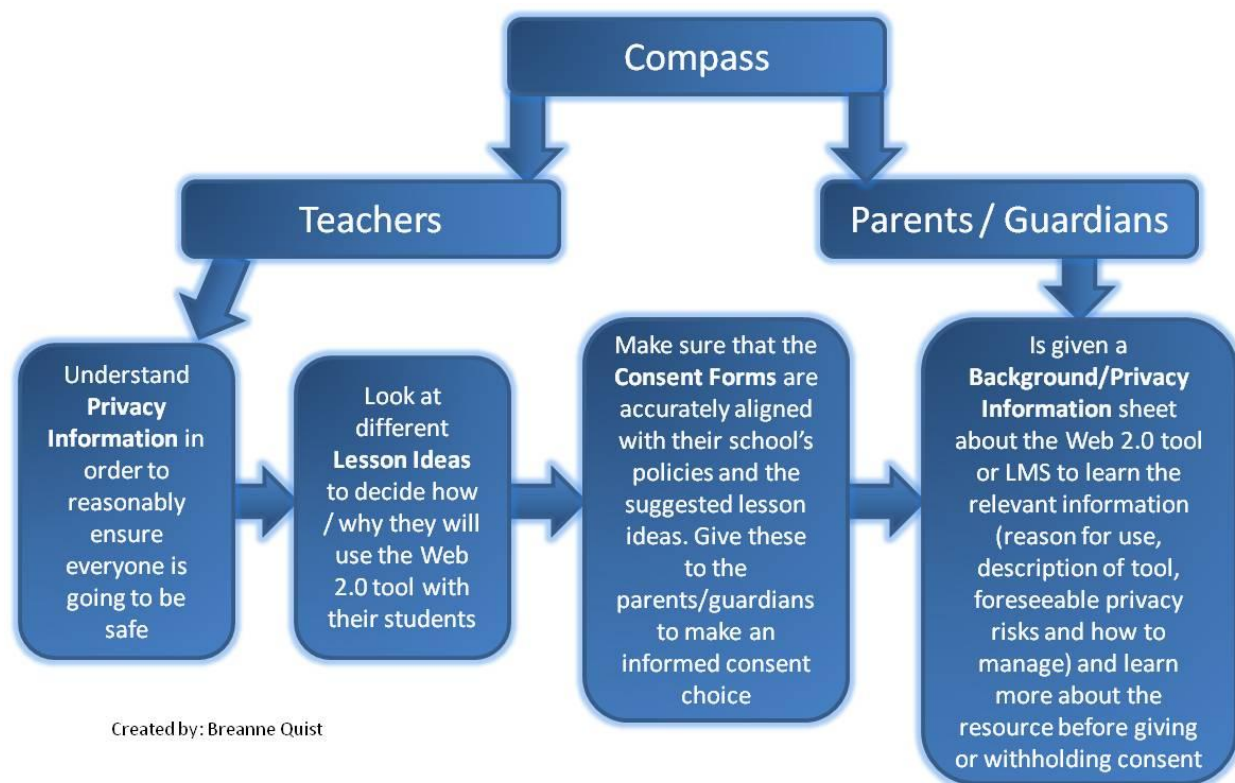 Compass
Teachers
Parents / Guardians
Understand
Privacy
Information in
order to
reasonably
ensure
everyone is
going to be
safe
Look at
different
Lesson Ideas
to decide how
/ why they will
use the Web
2.0 tool with
their students
Make sure that the
Consent Forms are
accurately aligned
with their school’s
policies and the
suggested lesson
ideas. Give these
to the
parents/guardians
to make an
informed consent
choice
Is given a
Background/Privacy
Information sheet
about the Web 2.0 tool
or LMS to learn the
relevant information
(reason for use,
description of tool,
foreseeable privacy
risks and how to
manage) and learn
more about the
resource before giving
or withholding consent
Created by: Breanne Quist